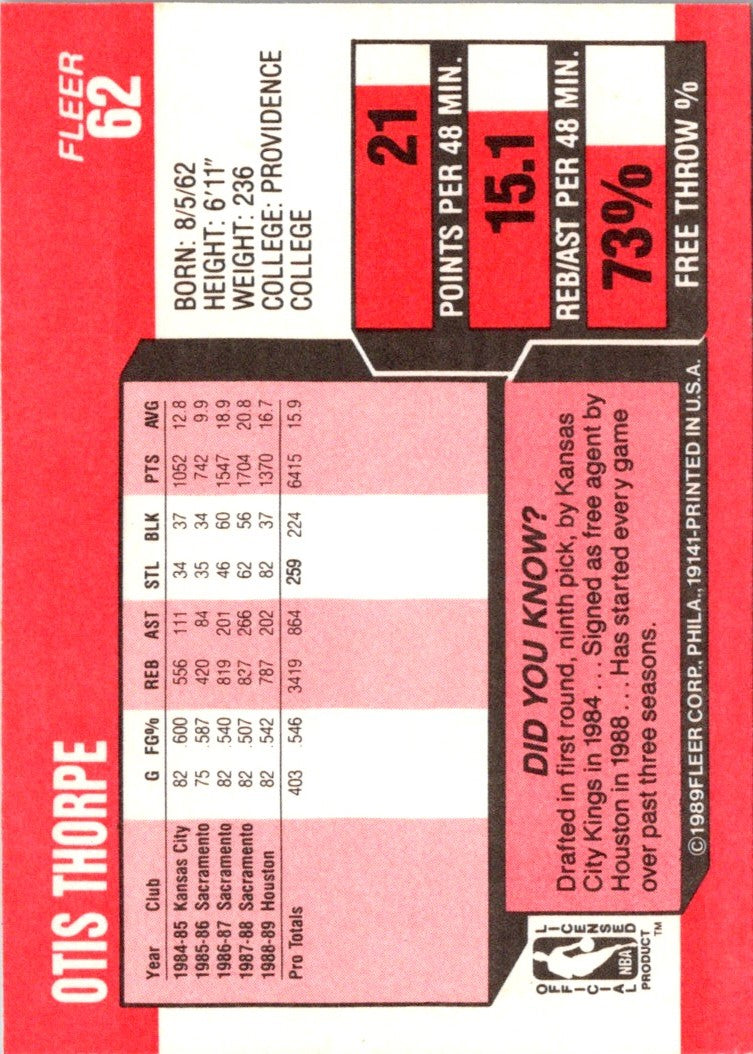 OTIS THORPE
FLEER
62
BORN: 8/5/62
HEIGHT: 6'11"
WEIGHT: 236
COLLEGE: PROVIDENCE
COLLEGE
Year Club G FG% REB AST STL BLK PTS AVG
1984-85 Kansas City 82 .600 556 111 34 37 1052 12.8
1985-86 Sacramento 75 .587 420 84 35 34 742 9.9
1986-87 Sacramento 82 .540 819 201 46 60 1547 18.9
1987-88 Sacramento 82 .507 837 266 62 56 1704 20.8
1988-89 Houston 82 .542 787 202 82 37 1370 16.7
Pro Totals 403 .546 3419 864 259 224 6415 15.9
21
POINTS PER 48 MIN.
15.1
REB/AST PER 48 MIN.
73%
FREE THROW %
DID YOU KNOW?
Drafted in first round, ninth pick, by Kansas
City Kings in 1984 . . . Signed as free agent by
Houston in 1988 . . . Has started every game
over past three seasons.
OFFICIAL LICENSED
NBA
PRODUCT™
©1989FLEER CORP., PHILA., 19141-PRINTED IN U.S.A.